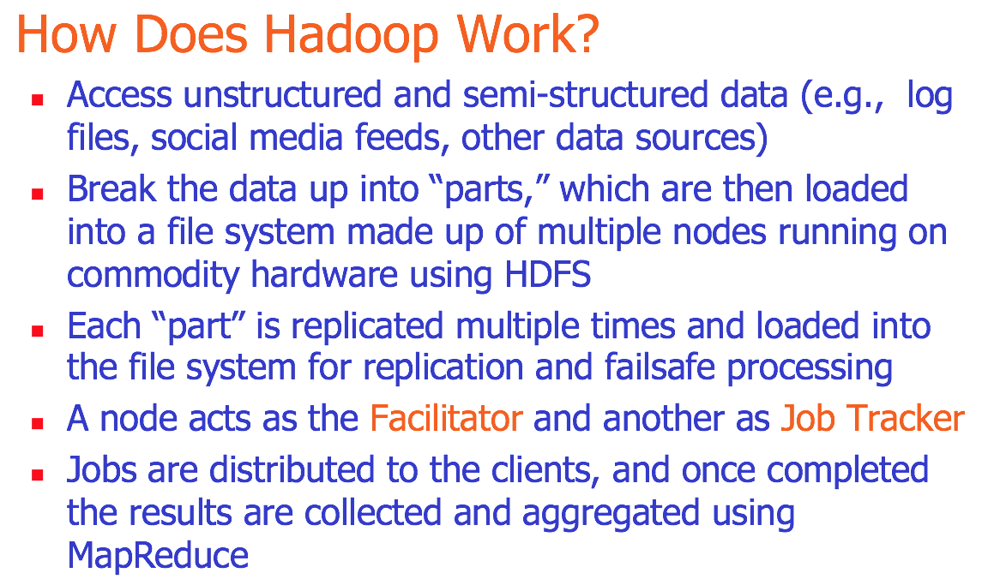 How Does Hadoop Work?
Access unstructured and semi-structured data (e.g., log
files, social media feeds, other data sources)
Break the data up into “parts,” which are then loaded
into a file system made up of multiple nodes running on
commodity hardware using HDFS
Each “part” is replicated multiple times and loaded into
the file system for replication and failsafe processing
A node acts as the Facilitator and another as Job Tracker
Jobs are distributed to the clients, and once completed
the results are collected and aggregated using
MapReduce